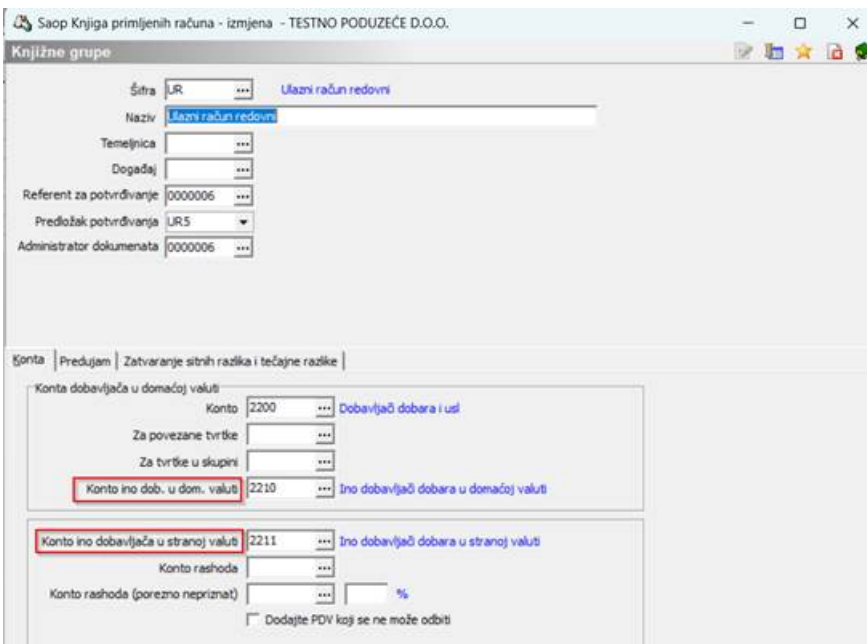 Saop Knjiga primljenih računa - izmjena - TESTNO PODUZEĆE D.O.O.
Knjižne grupe
Šifra UR ... Ulazni račun redovni
Naziv Ulazni račun redovni
Temeljnica ...
Događaj ...
Referent za potvrđivanje 0000006 ...
Predložak potvrđivanja UR5
Administrator dokumenata 0000006 ...
Konta Predujam Zatvaranje sitnih razlika i tečajne razlike
Konta dobavljača u domaćoj valuti
Konto 2200 ... Dobavljači dobara i usl
Za povezane tvrtke ...
Za tvrtke u skupini ...
Konto ino dob. u dom. valuti 2210 ... Ino dobavljači dobara u domaćoj valuti
Konto ino dobavljača u stranoj valuti 2211 ... Ino dobavljači dobara u stranoj valuti
Konto rashoda ...
Konto rashoda (porezno nepriznat) ... %
Dodajte PDV koji se ne može odbiti